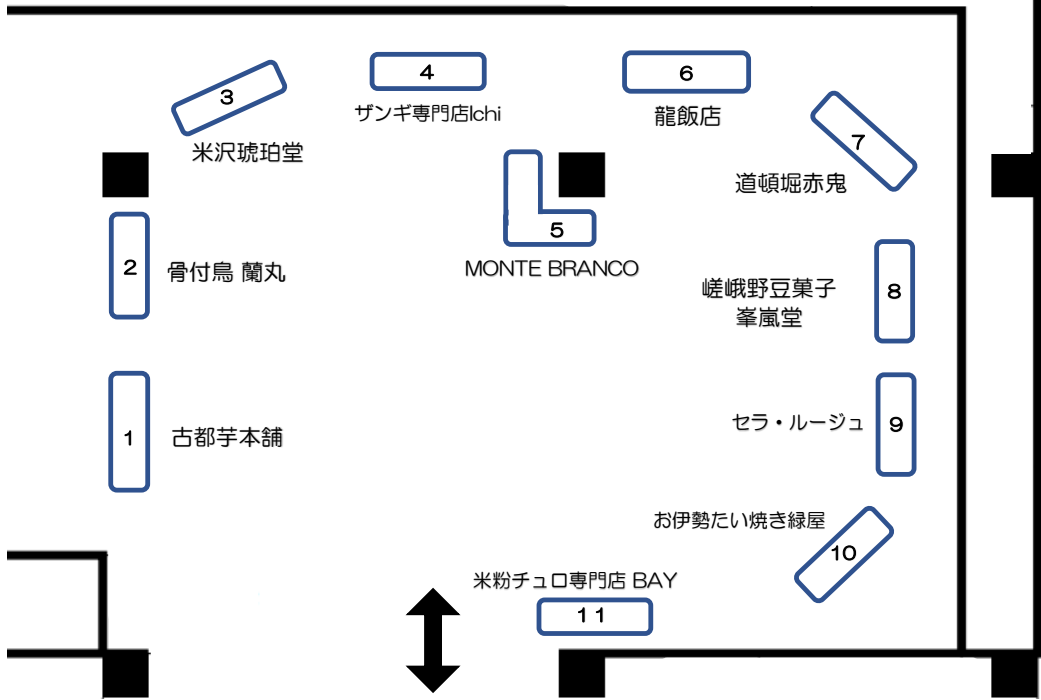 3
米沢琥珀堂
4
ザンギ専門店Ichi
6
龍飯店
7
道頓堀赤鬼
5
MONTE BRANCO
2
骨付鳥 蘭丸
嵯峨野豆菓子
峯嵐堂
8
1
古都芋本舗
セラ・ルージュ
9
お伊勢たい焼き緑屋
10
米粉チュロ専門店 BAY
11